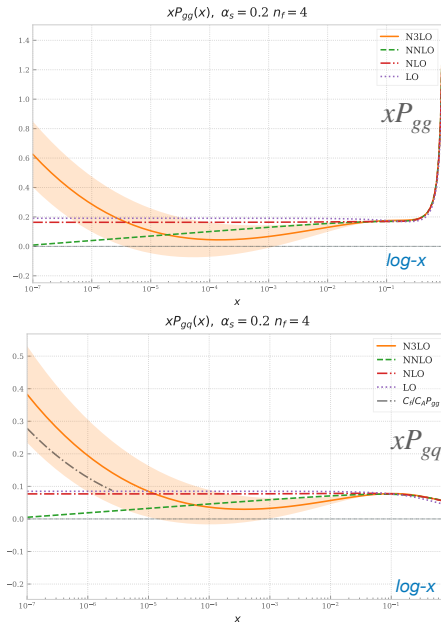 xP_gg(x), α_s = 0.2 n_f = 4
1.4
1.2
1.0
0.8
0.6
0.4
0.2
0.0
−0.2
N3LO
NNLO
NLO
LO
xP_gg
log-x
10⁻⁷ 10⁻⁶ 10⁻⁵ 10⁻⁴ 10⁻³ 10⁻² 10⁻¹
x
xP_gq(x), α_s = 0.2 n_f = 4
0.5
0.4
0.3
0.2
0.1
0.0
−0.1
−0.2
N3LO
NNLO
NLO
LO
C_f/C_A P_gg
xP_gq
log-x
10⁻⁷ 10⁻⁶ 10⁻⁵ 10⁻⁴ 10⁻³ 10⁻² 10⁻¹
x